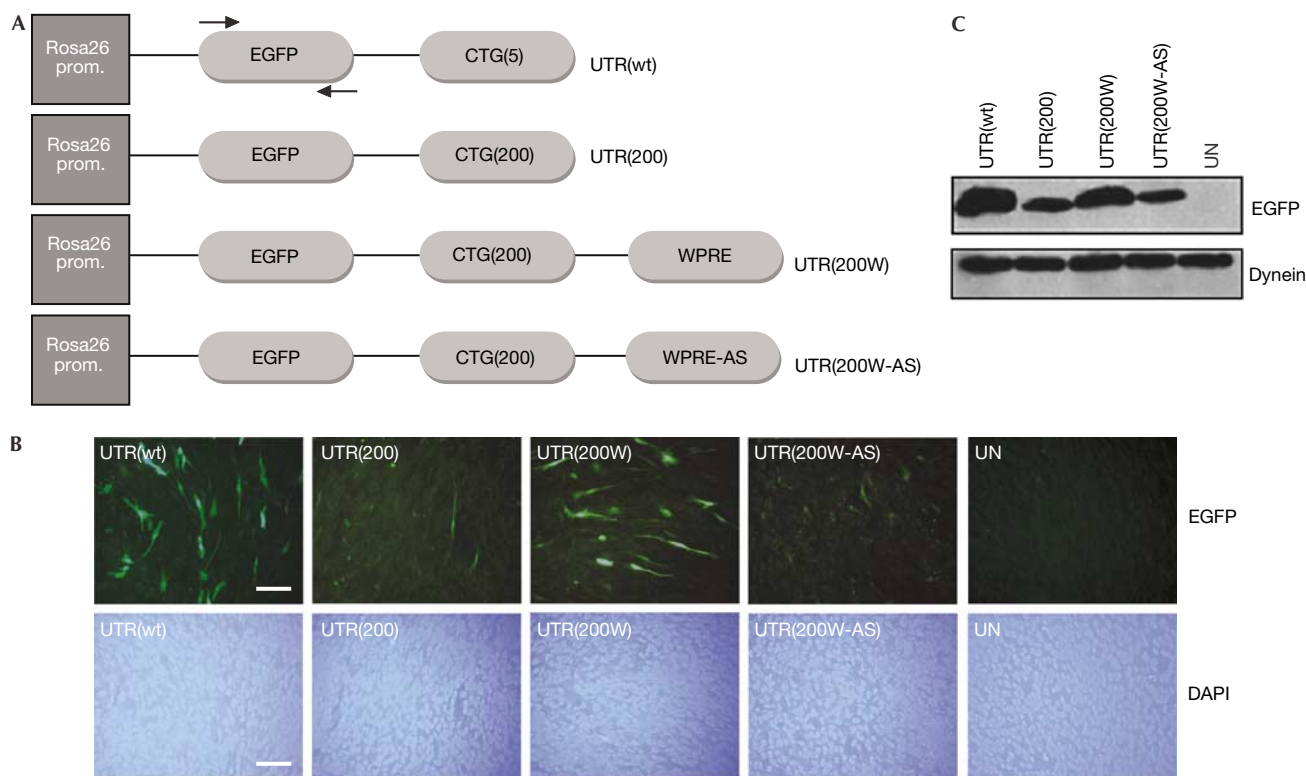 A
Rosa26
prom.
EGFP
CTG(5)
UTR(wt)
Rosa26
prom.
EGFP
CTG(200)
UTR(200)
Rosa26
prom.
EGFP
CTG(200)
WPRE
UTR(200W)
Rosa26
prom.
EGFP
CTG(200)
WPRE-AS
UTR(200W-AS)
C
UTR(wt)
UTR(200)
UTR(200W)
UTR(200W-AS)
UN
EGFP
Dynein
B
UTR(wt)
UTR(200)
UTR(200W)
UTR(200W-AS)
UN
EGFP
UTR(wt)
UTR(200)
UTR(200W)
UTR(200W-AS)
UN
DAPI